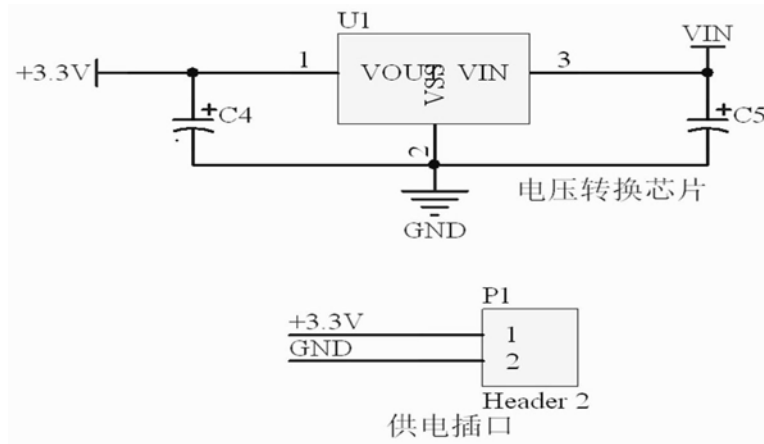 U1
VIN
+3.3V
1
VOUT
VIN
3
VSS
+
C4
+
C5
2
电压转换芯片
GND
P1
+3.3V
1
GND
2
Header 2
供电插口